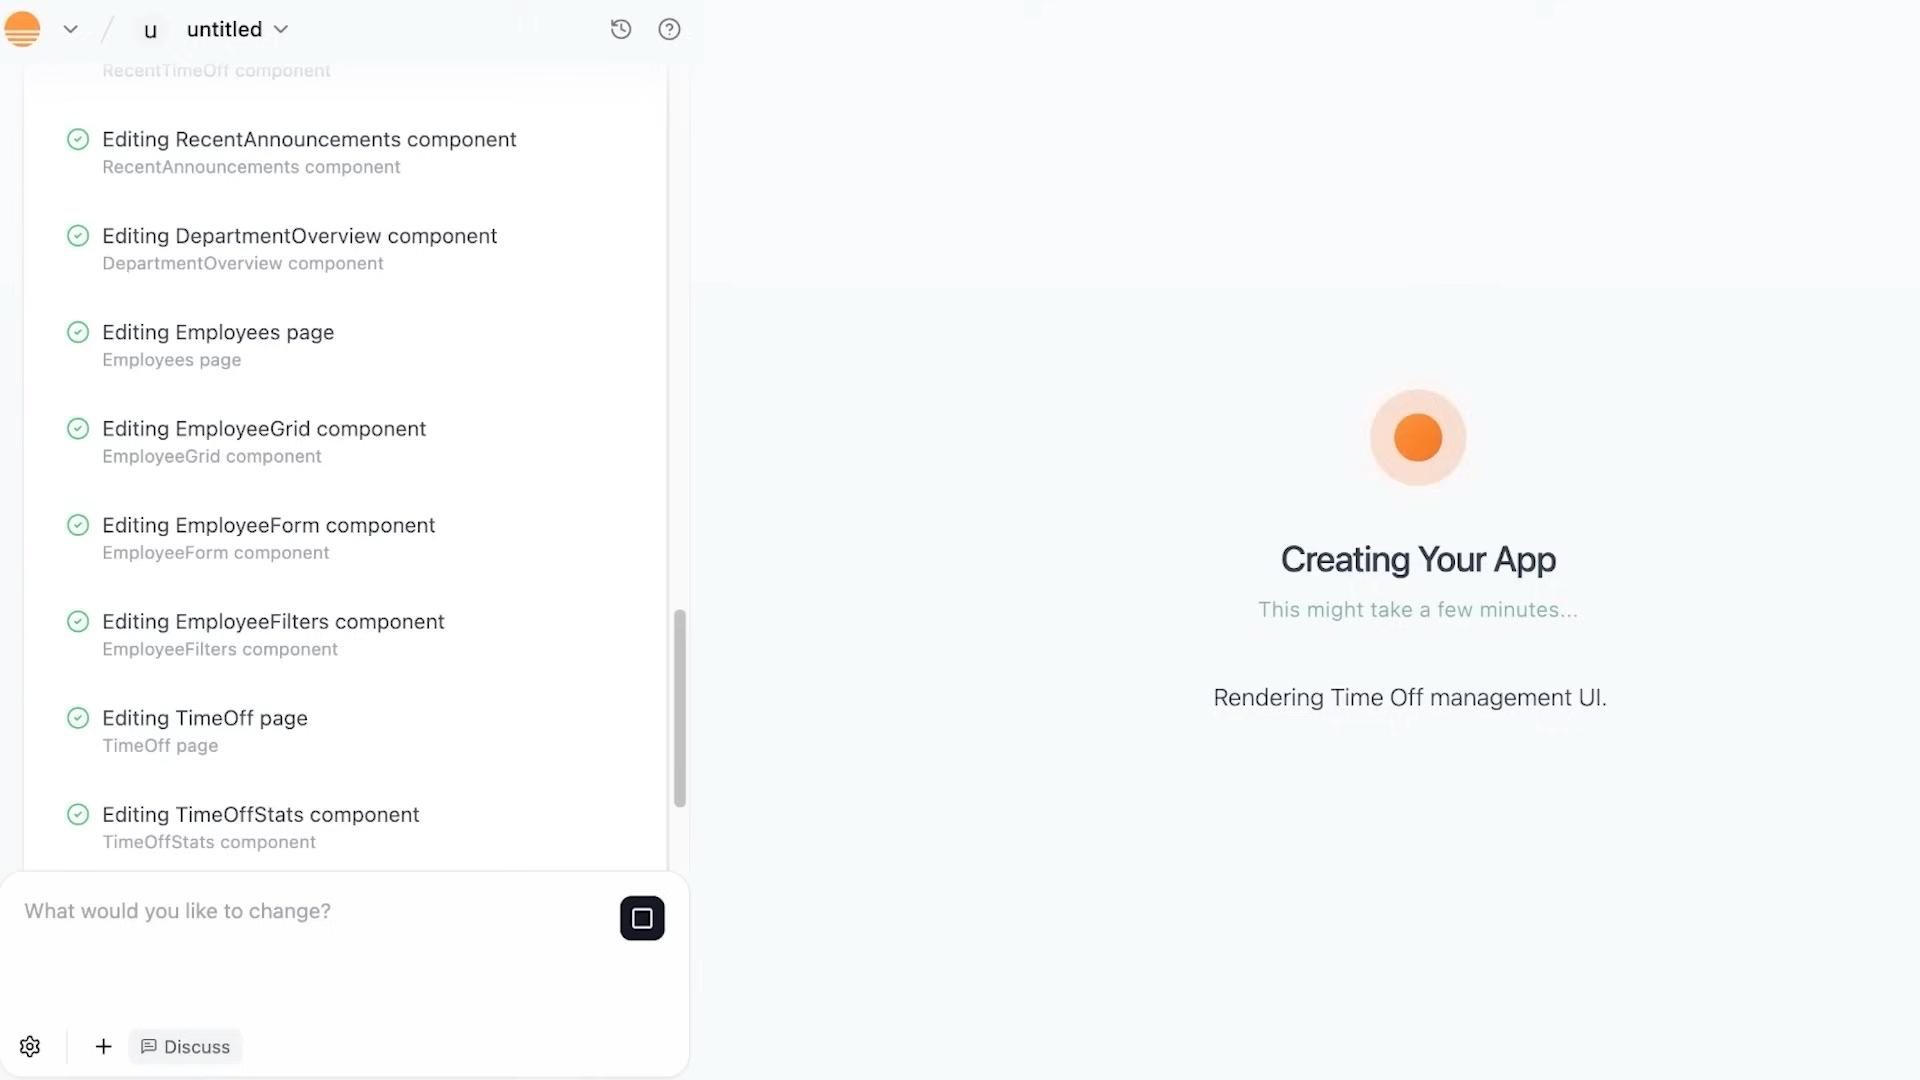 u untitled
RecentTimeOff component
Editing RecentAnnouncements component
RecentAnnouncements component
Editing DepartmentOverview component
DepartmentOverview component
Editing Employees page
Employees page
Editing EmployeeGrid component
EmployeeGrid component
Editing EmployeeForm component
EmployeeForm component
Editing EmployeeFilters component
EmployeeFilters component
Editing TimeOff page
TimeOff page
Editing TimeOffStats component
TimeOffStats component
What would you like to change?
Discuss
Creating Your App
This might take a few minutes...
Rendering Time Off management UI.